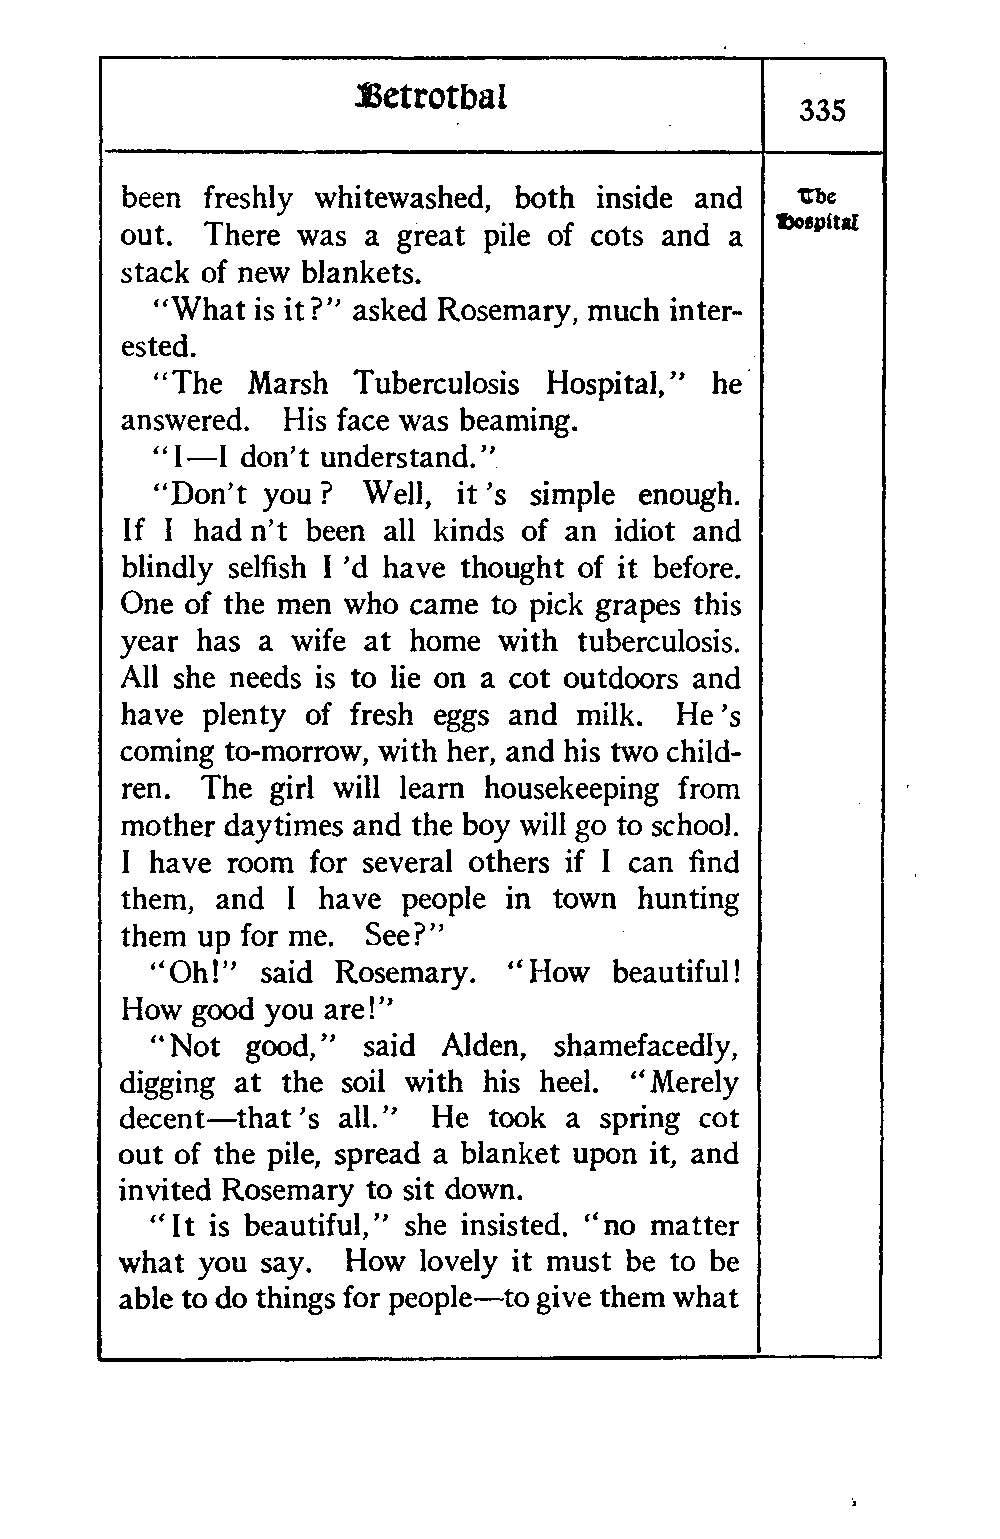 Betrothal
335
The
Hospital
been freshly whitewashed, both inside and
out. There was a great pile of cots and a
stack of new blankets.
"What is it?" asked Rosemary, much inter-
ested.
"The Marsh Tuberculosis Hospital," he
answered. His face was beaming.
"I—I don't understand."
"Don't you? Well, it 's simple enough.
If I had n't been all kinds of an idiot and
blindly selfish I 'd have thought of it before.
One of the men who came to pick grapes this
year has a wife at home with tuberculosis.
All she needs is to lie on a cot outdoors and
have plenty of fresh eggs and milk. He 's
coming to-morrow, with her, and his two child-
ren. The girl will learn housekeeping from
mother daytimes and the boy will go to school.
I have room for several others if I can find
them, and I have people in town hunting
them up for me. See?"
"Oh!" said Rosemary. "How beautiful!
How good you are!"
"Not good," said Alden, shamefacedly,
digging at the soil with his heel. "Merely
decent—that 's all." He took a spring cot
out of the pile, spread a blanket upon it, and
invited Rosemary to sit down.
"It is beautiful," she insisted. "no matter
what you say. How lovely it must be to be
able to do things for people—to give them what